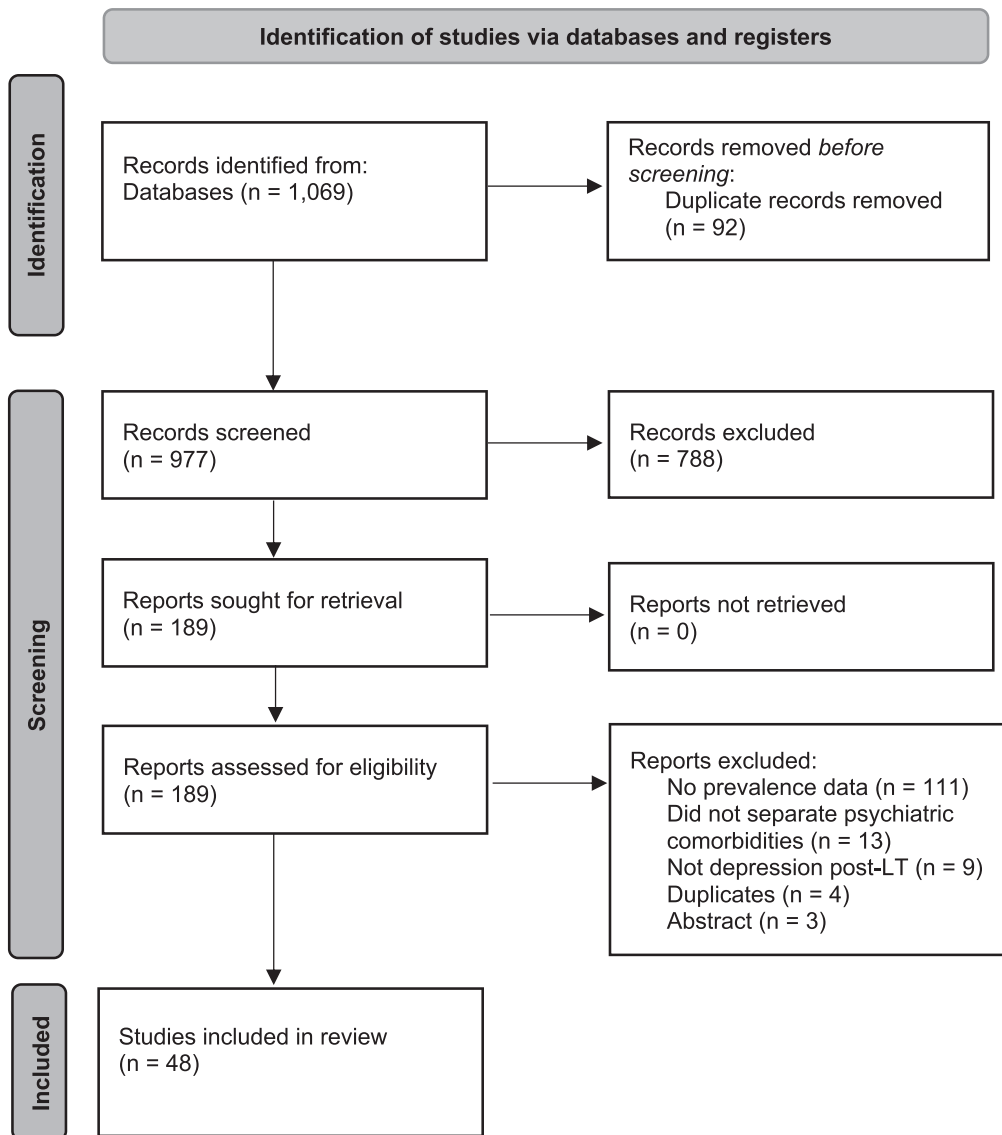 Identification of studies via databases and registers
Identification
Records identified from:
Databases (n = 1,069)
Records removed before
screening:
Duplicate records removed
(n = 92)
Screening
Records screened
(n = 977)
Records excluded
(n = 788)
Reports sought for retrieval
(n = 189)
Reports not retrieved
(n = 0)
Reports assessed for eligibility
(n = 189)
Reports excluded:
No prevalence data (n = 111)
Did not separate psychiatric
comorbidities (n = 13)
Not depression post-LT (n = 9)
Duplicates (n = 4)
Abstract (n = 3)
Included
Studies included in review
(n = 48)